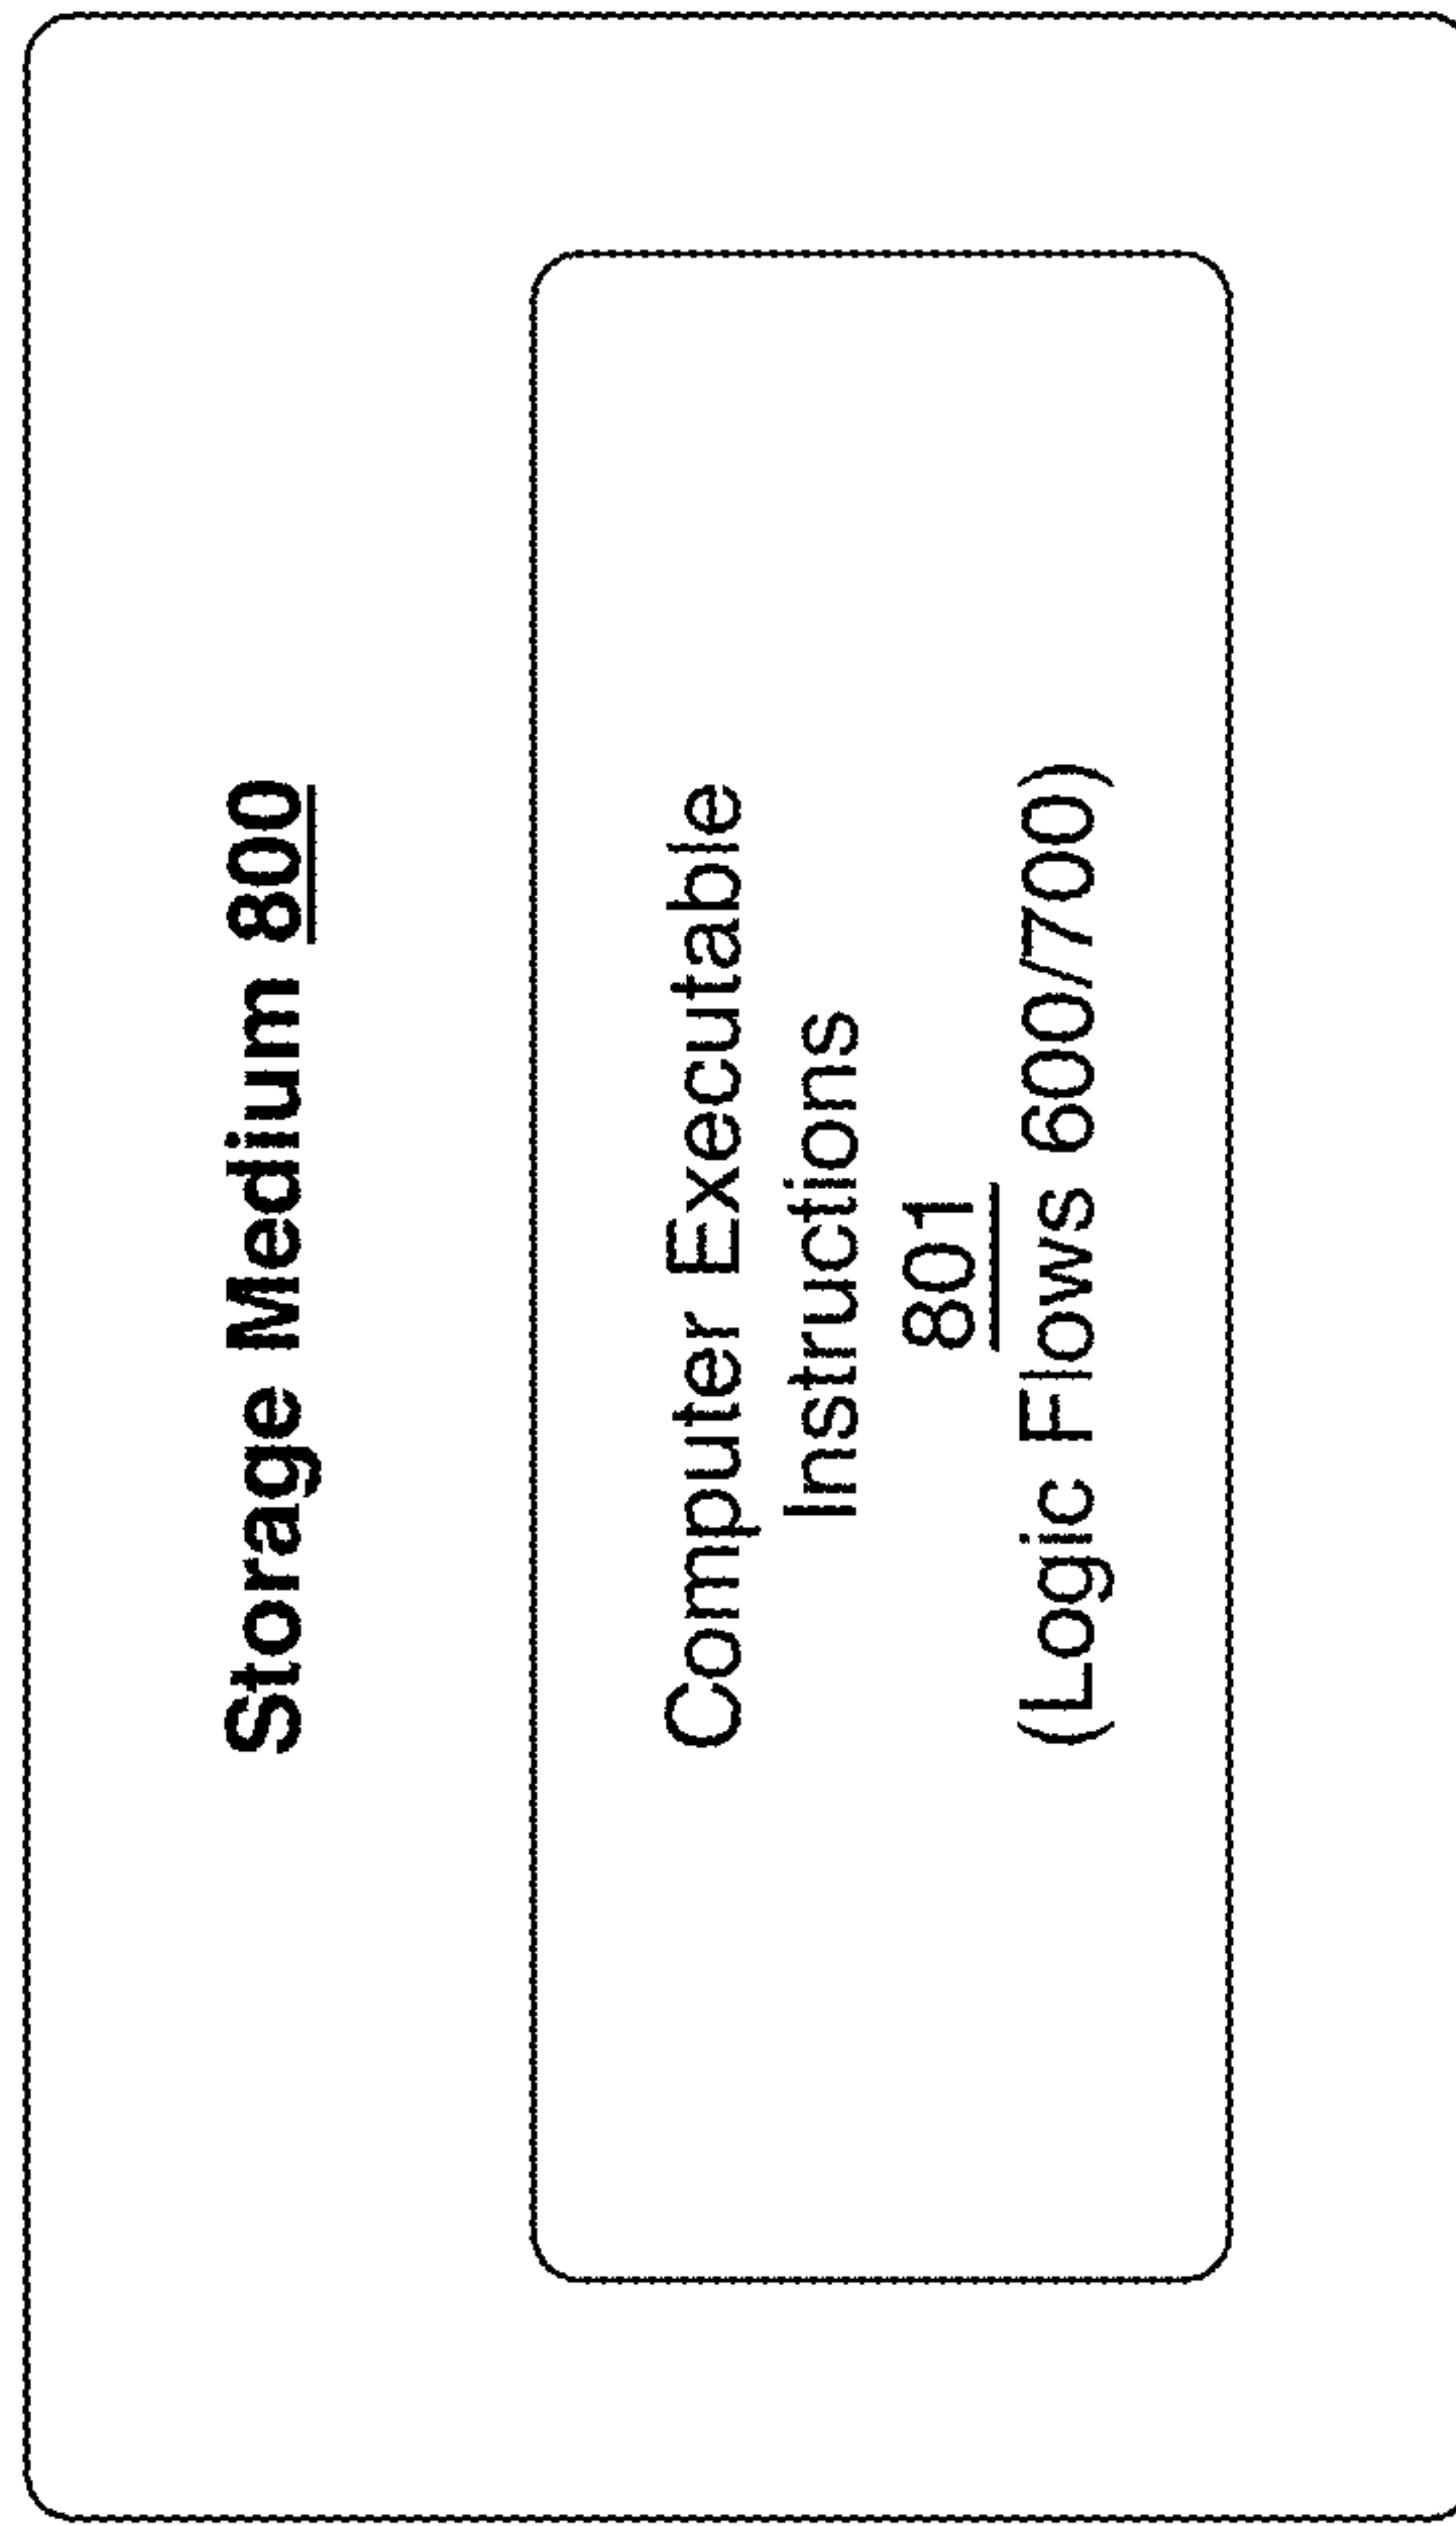 Storage Medium 800
Computer Executable
Instructions
801
(Logic Flows 600/700)